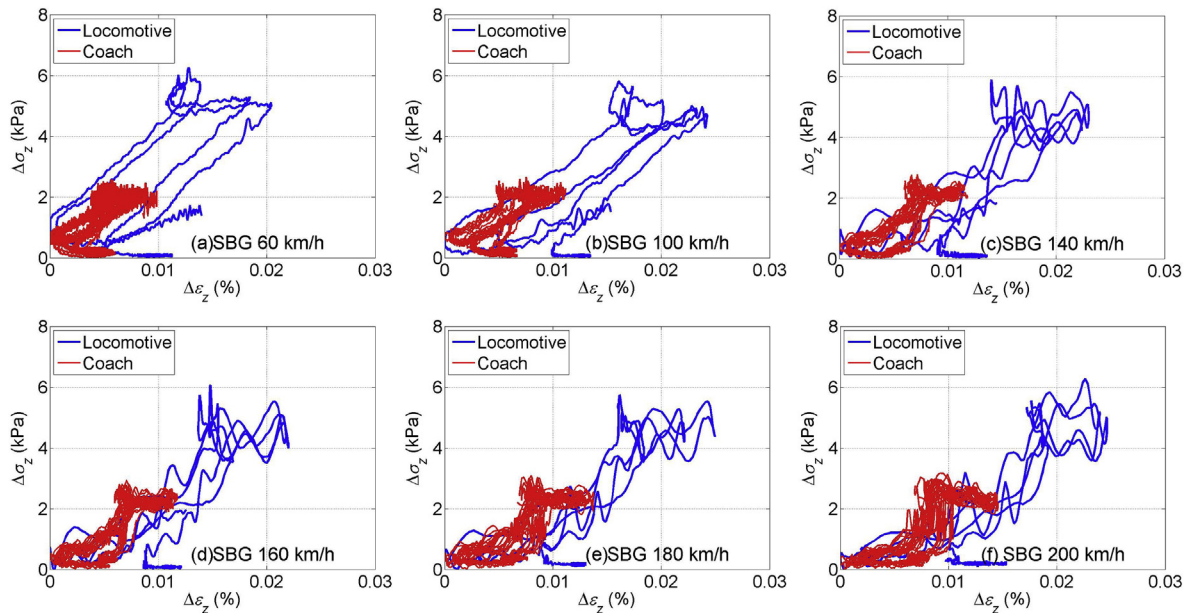 8
6
4
2
0
Δσz (kPa)
Locomotive
Coach
(a)SBG 60 km/h
0 0.01 0.02 0.03
Δεz (%)
8
6
4
2
0
Δσz (kPa)
Locomotive
Coach
(b)SBG 100 km/h
0 0.01 0.02 0.03
Δεz (%)
8
6
4
2
0
Δσz (kPa)
Locomotive
Coach
(c)SBG 140 km/h
0 0.01 0.02 0.03
Δεz (%)
8
6
4
2
0
Δσz (kPa)
Locomotive
Coach
(d)SBG 160 km/h
0 0.01 0.02 0.03
Δεz (%)
8
6
4
2
0
Δσz (kPa)
Locomotive
Coach
(e)SBG 180 km/h
0 0.01 0.02 0.03
Δεz (%)
8
6
4
2
0
Δσz (kPa)
Locomotive
Coach
(f) SBG 200 km/h
0 0.01 0.02 0.03
Δεz (%)